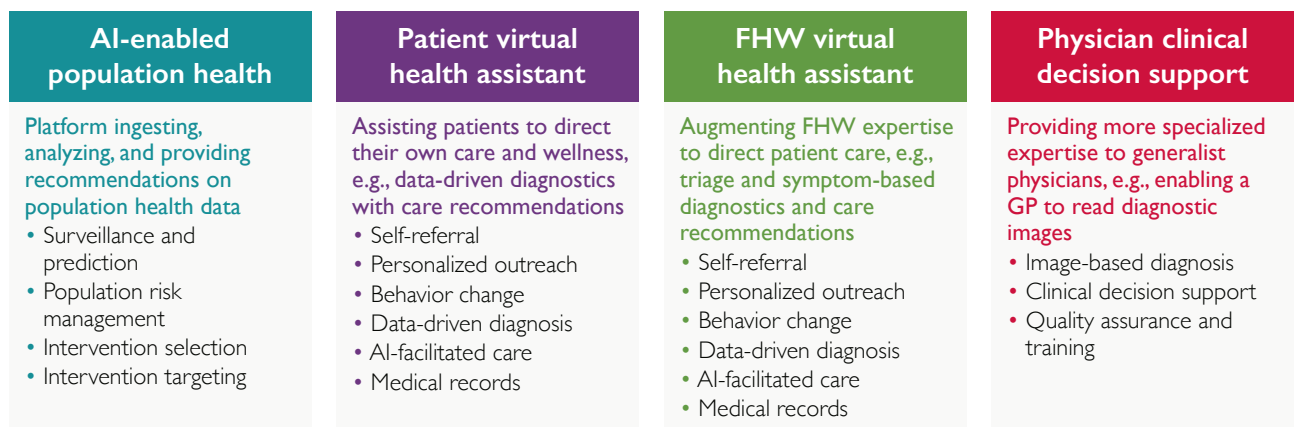 AI-enabled
population health
Platform ingesting,
analyzing, and providing
recommendations on
population health data
• Surveillance and
prediction
• Population risk
management
• Intervention selection
• Intervention targeting
Patient virtual
health assistant
Assisting patients to direct
their own care and wellness,
e.g., data-driven diagnostics
with care recommendations
• Self-referral
• Personalized outreach
• Behavior change
• Data-driven diagnosis
• AI-facilitated care
• Medical records
FHW virtual
health assistant
Augmenting FHW expertise
to direct patient care, e.g.,
triage and symptom-based
diagnostics and care
recommendations
• Self-referral
• Personalized outreach
• Behavior change
• Data-driven diagnosis
• AI-facilitated care
• Medical records
Physician clinical
decision support
Providing more specialized
expertise to generalist
physicians, e.g., enabling a
GP to read diagnostic
images
• Image-based diagnosis
• Clinical decision support
• Quality assurance and
training